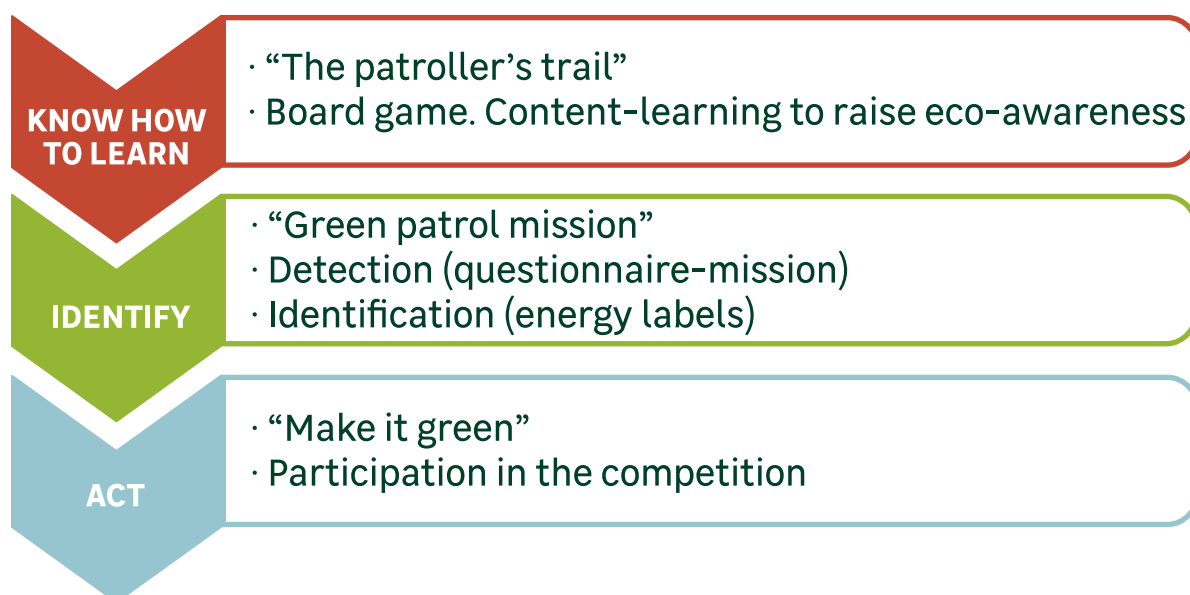 KNOW HOW
TO LEARN
· “The patroller’s trail”
· Board game. Content-learning to raise eco-awareness
IDENTIFY
· “Green patrol mission”
· Detection (questionnaire-mission)
· Identification (energy labels)
ACT
· “Make it green”
· Participation in the competition